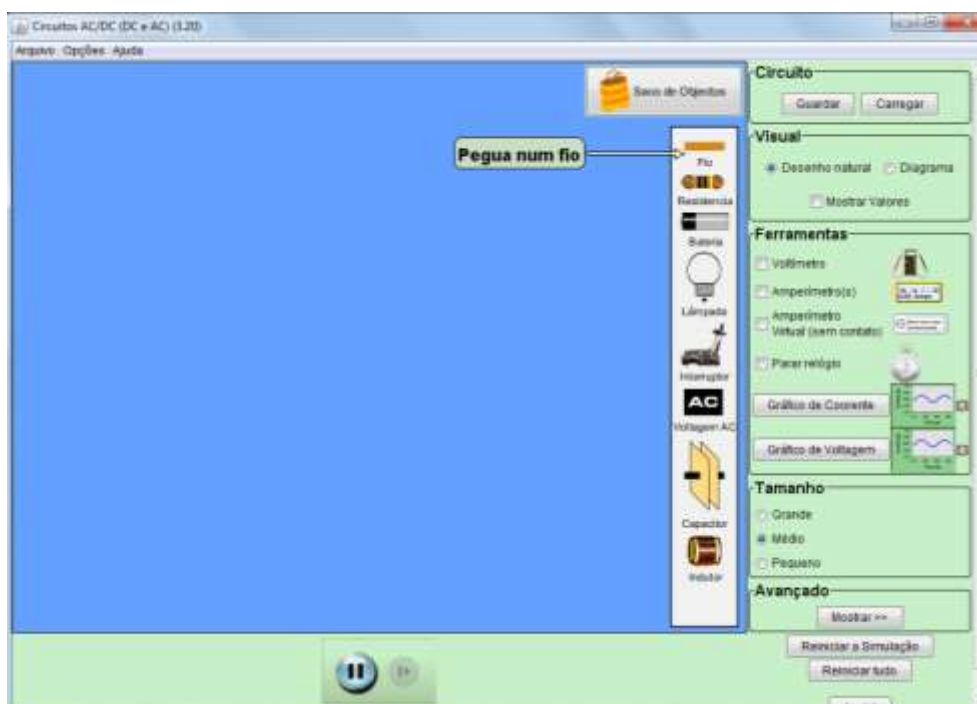 Circuitos AC/DC (DC e AC) (3.20)
Arquivo Opções Ajuda
Saco de Objectos
Pegua num fio
Fio
Resistencia
Bateria
Lâmpada
Interruptor
AC
Voltagem AC
Capacitor
Indutor
Circuito
Guardar Carregar
Visual
Desenho natural Diagrama
Mostrar Valores
Ferramentas
Voltímetro
Amperímetro(s)
Amperímetro
Virtual (sem contato)
Parar relógio
Gráfico de Corrente
Gráfico de Voltagem
Tamanho
Grande
Médio
Pequeno
Avançado
Mostrar >>
Reiniciar a Simulação
Reiniciar tudo